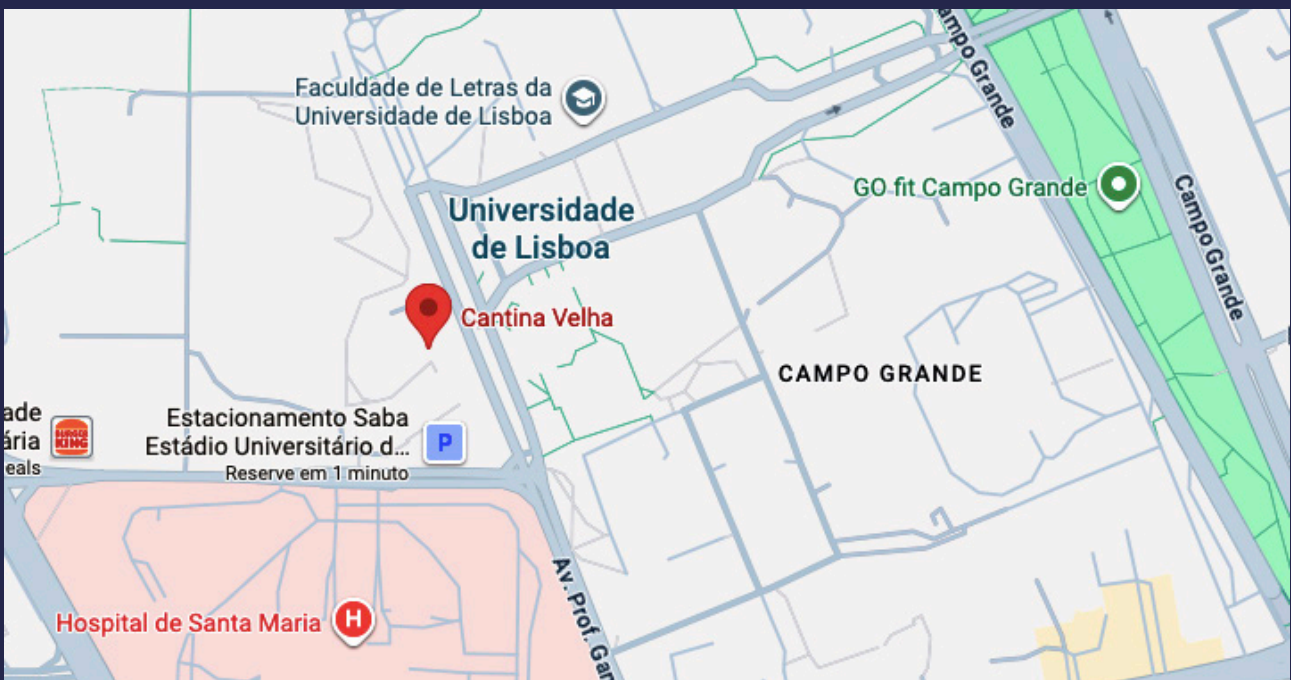 Campo Grande
Faculdade de Letras da
Universidade de Lisboa
GO fit Campo Grande
Universidade
de Lisboa
Campo Grande
Cantina Velha
CAMPO GRANDE
ade
ária
eals
BURGER
KING
Estacionamento Saba
Estádio Universitário d...
Reserve em 1 minuto
P
Av. Prof. Gar
Hospital de Santa Maria
H